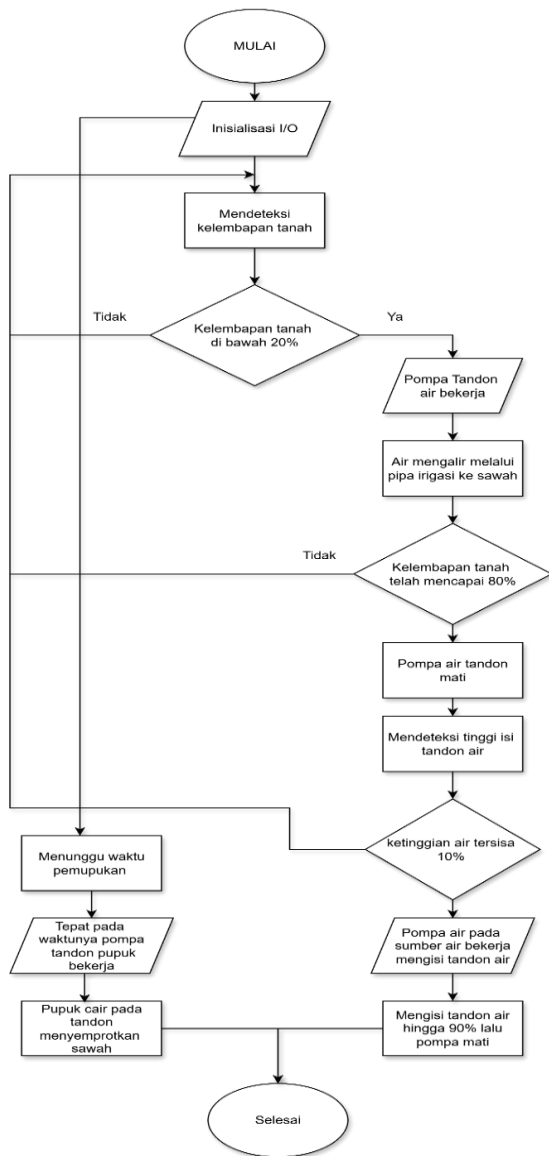 MULAI
Inisialisasi I/O
Mendeteksi
kelembapan tanah
Tidak
Kelembapan tanah
di bawah 20%
Ya
Pompa Tandon
air bekerja
Air mengalir melalui
pipa irigasi ke sawah
Tidak
Kelembapan tanah
telah mencapai 80%
Pompa air tandon
mati
Mendeteksi tinggi isi
tandon air
ketinggian air tersisa
10%
Menunggu waktu
pemupukan
Tepat pada
waktunya pompa
tandon pupuk
bekerja
Pompa air pada
sumber air bekerja
mengisi tandon air
Pupuk cair pada
tandon
menyemprotkan
sawah
Mengisi tandon air
hingga 90% lalu
pompa mati
Selesai